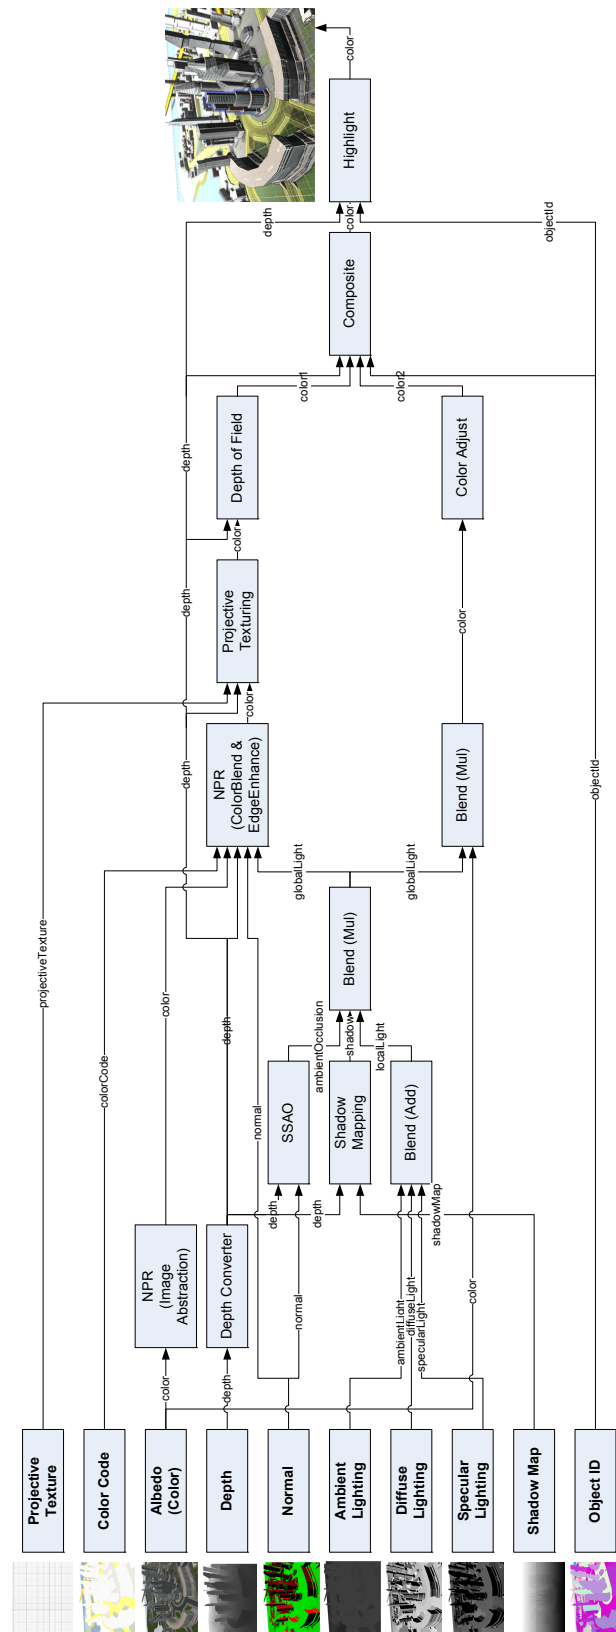 Projective
Texture
Color Code
Albedo
(Color)
Depth
Normal
Ambient
Lighting
Diffuse
Lighting
Specular
Lighting
Shadow Map
Object ID
projectiveTexture
colorCode
color
depth
normal
normal
ambientLight
diffuseLight
specularLight
color
shadowMap
objectId
NPR
(Image
Abstraction)
Depth Converter
color
depth
depth
depth
SSAO
Shadow
Mapping
Blend (Add)
ambientOcclusion
shadow
localLight
Blend (Mul)
globalLight
globalLight
NPR
(ColorBlend &
EdgeEnhance)
Blend (Mul)
depth
color
color
Projective
Texturing
depth
color
Depth of Field
Color Adjust
depth
color1
color2
Composite
depth
color
objectId
Highlight
color